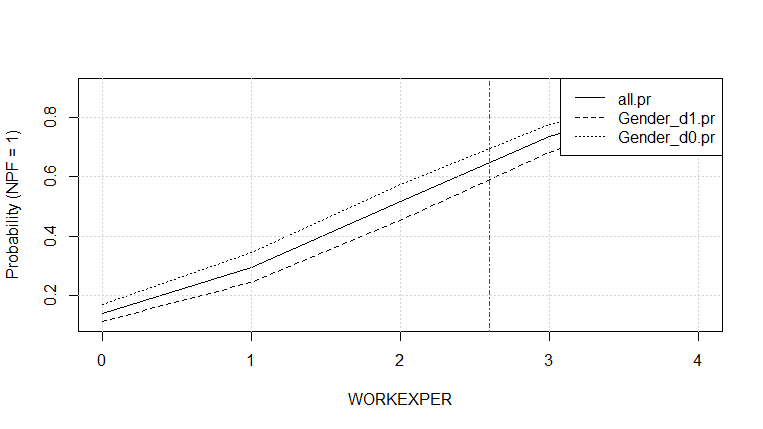 all.pr
Gender_d1.pr
Gender_d0.pr
Probability (NPF = 1)
0.8
0.6
0.4
0.2
0 1 2 3 4
WORKEXPER